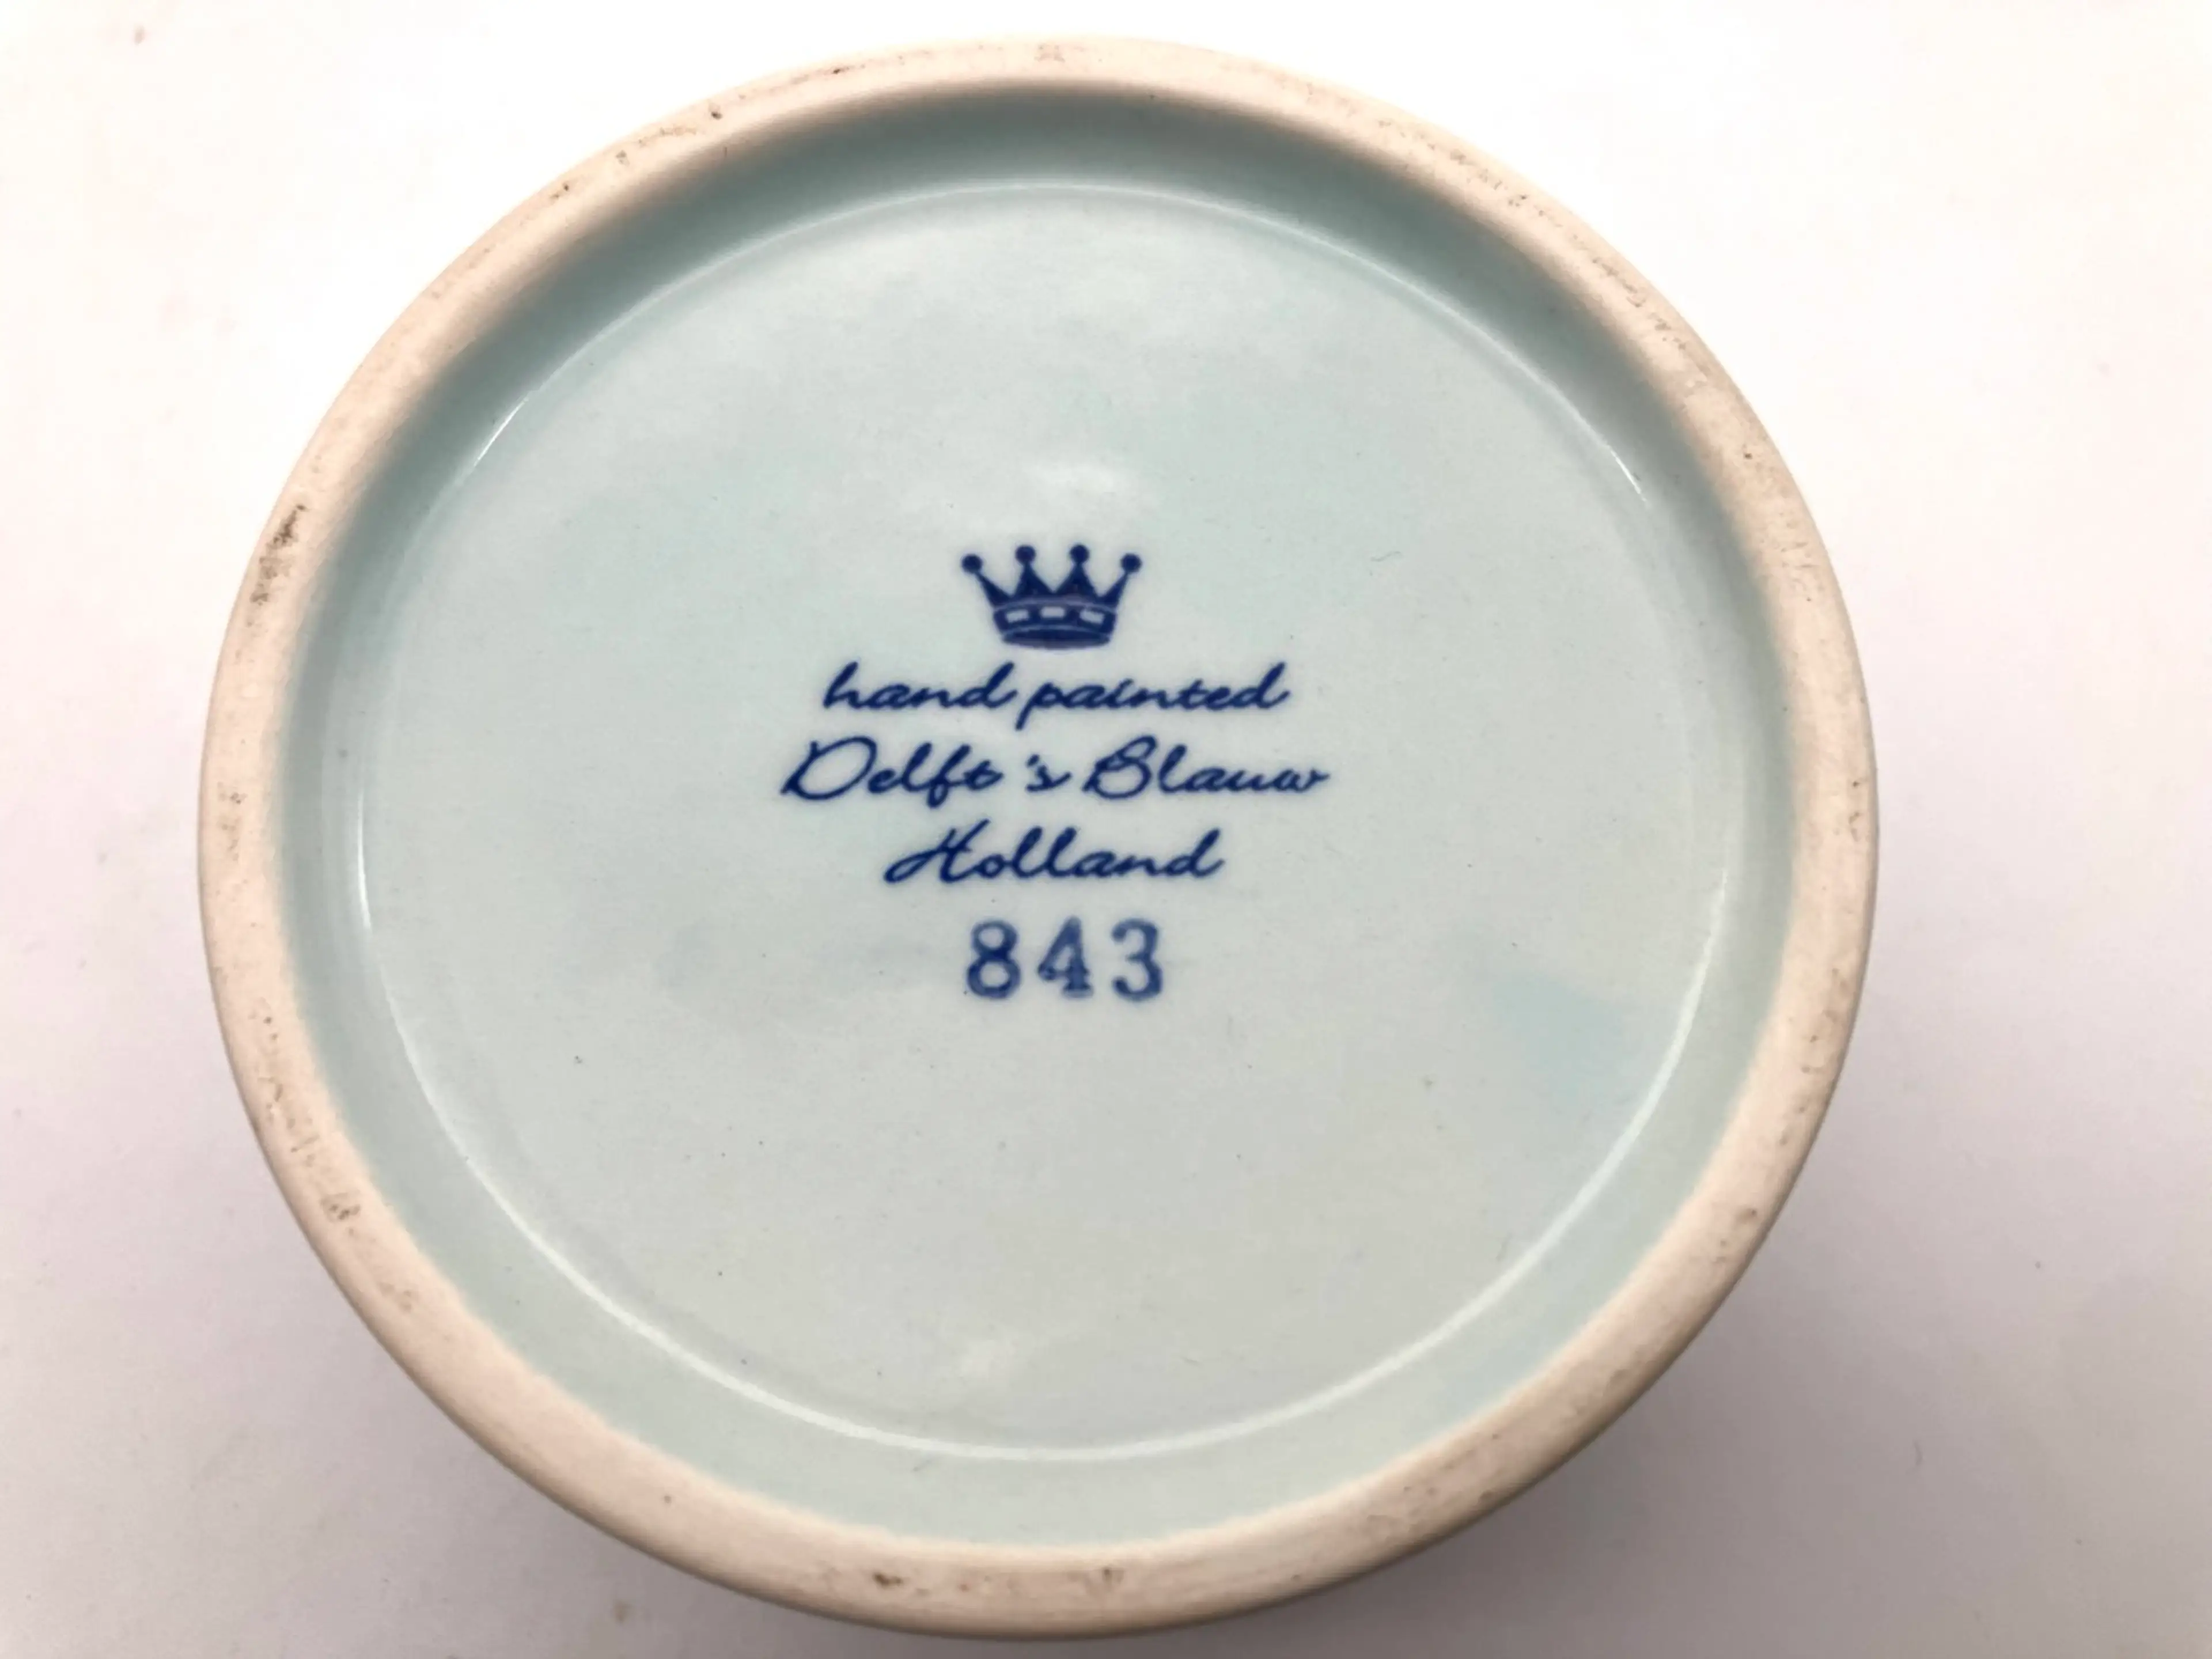 hand painted
Delft's Blauw
Holland
843